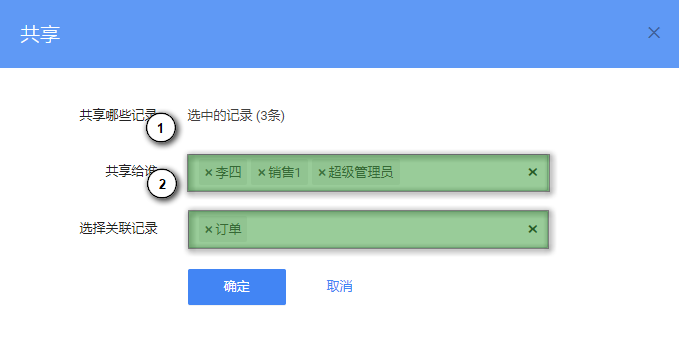 共享
共享哪些记录 选中的记录 (3条)
1
共享给谁 ×李四 ×销售1 ×超级管理员 ×
2
选择关联记录 ×订单 ×
确定 取消